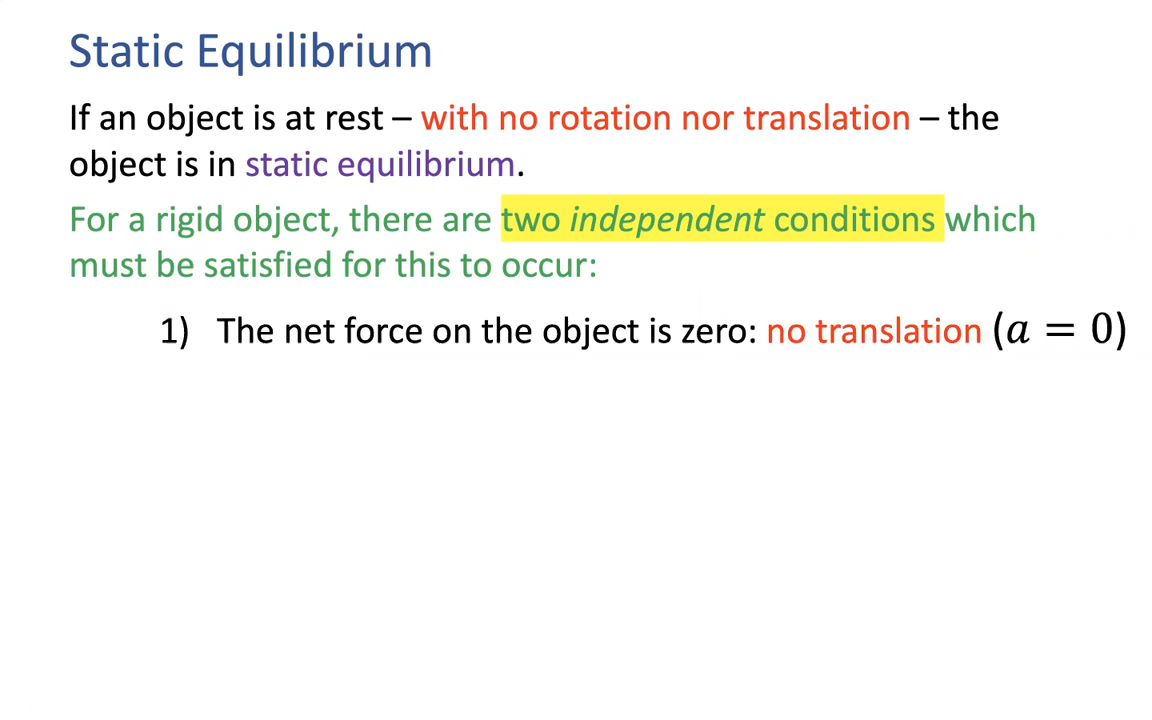 Static Equilibrium
If an object is at rest – with no rotation nor translation – the
object is in static equilibrium.
For a rigid object, there are two independent conditions which
must be satisfied for this to occur:
1) The net force on the object is zero: no translation (a = 0)